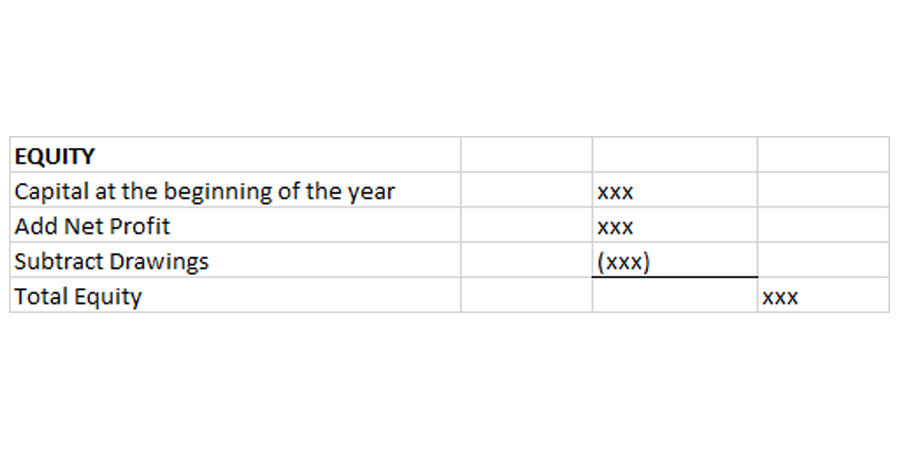 EQUITY
Capital at the beginning of the year xxx
Add Net Profit xxx
Subtract Drawings (xxx)
Total Equity xxx